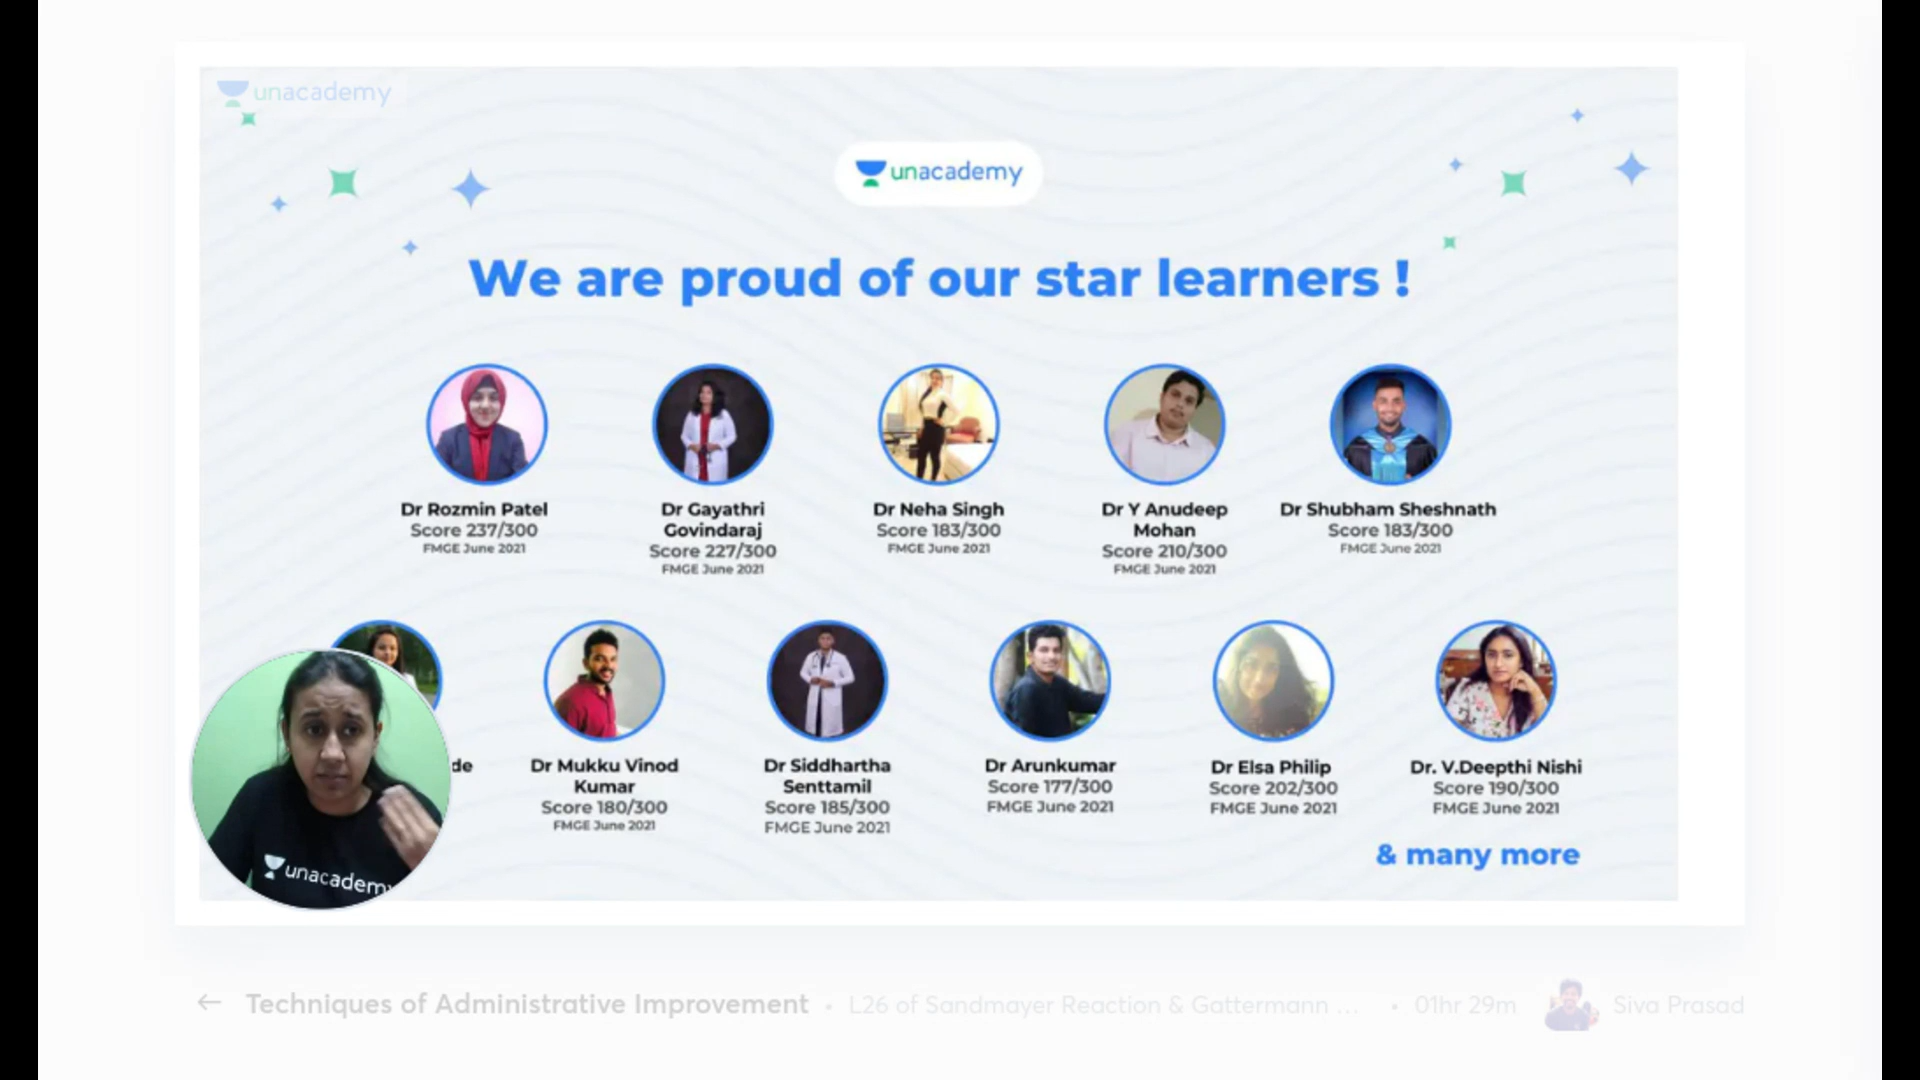 unacademy
unacademy
We are proud of our star learners !
Dr Rozmin Patel
Score 237/300
FMGE June 2021
Dr Gayathri
Govindaraj
Score 227/300
FMGE June 2021
Dr Neha Singh
Score 183/300
FMGE June 2021
Dr Y Anudeep
Mohan
Score 210/300
FMGE June 2021
Dr Shubham Sheshnath
Score 183/300
FMGE June 2021
de
Dr Mukku Vinod
Kumar
Score 180/300
FMGE June 2021
Dr Siddhartha
Senttamil
Score 185/300
FMGE June 2021
Dr Arunkumar
Score 177/300
FMGE June 2021
Dr Elsa Philip
Score 202/300
FMGE June 2021
Dr. V.Deepthi Nishi
Score 190/300
FMGE June 2021
& many more
unacademy
← Techniques of Administrative Improvement • L26 of Sandmayer Reaction & Gattermann ... • 01hr 29m Siva Prasad